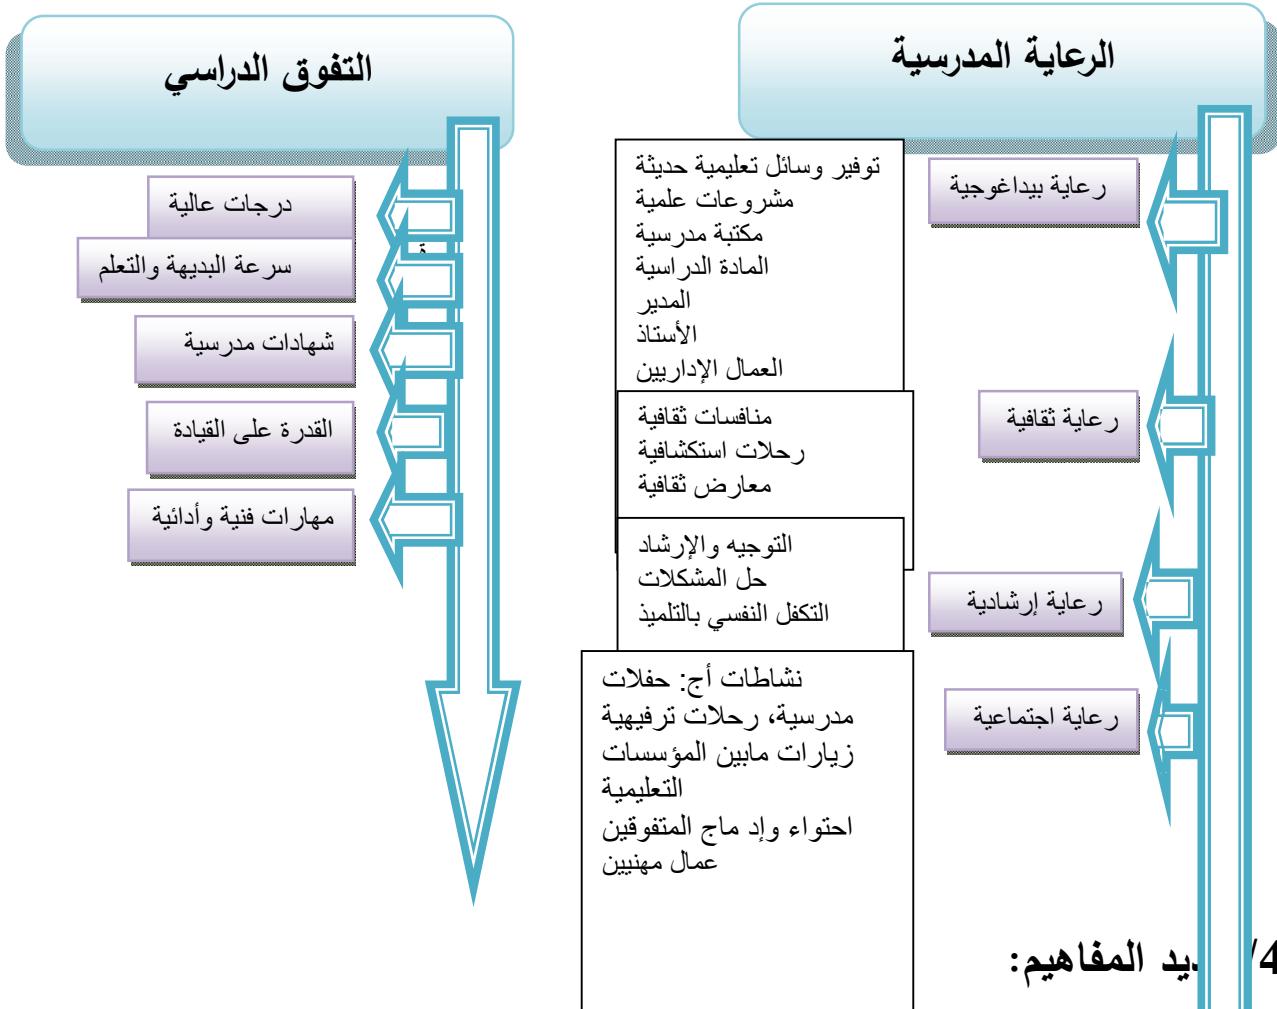 الرعاية المدرسية
رعاية بيداغوجية
توفير وسائل تعليمية حديثة
مشروعات علمية
مكتبة مدرسية
المادة الدراسية
المدير
الأستاذ
العمال الإداريين
رعاية ثقافية
منافسات ثقافية
رحلات استكشافية
معارض ثقافية
رعاية إرشادية
التوجيه والإرشاد
حل المشكلات
التكفل النفسي بالتلميذ
رعاية اجتماعية
نشاطات أج: حفلات
مدرسية، رحلات ترفيهية
زيارات مابين المؤسسات
التعليمية
احتواء وإد ماج المتفوقين
عمال مهنيين
التفوق الدراسي
درجات عالية
سرعة البديهة والتعلم
شهادات مدرسية
القدرة على القيادة
مهارات فنية وأدائية
4/ المفاهيم: